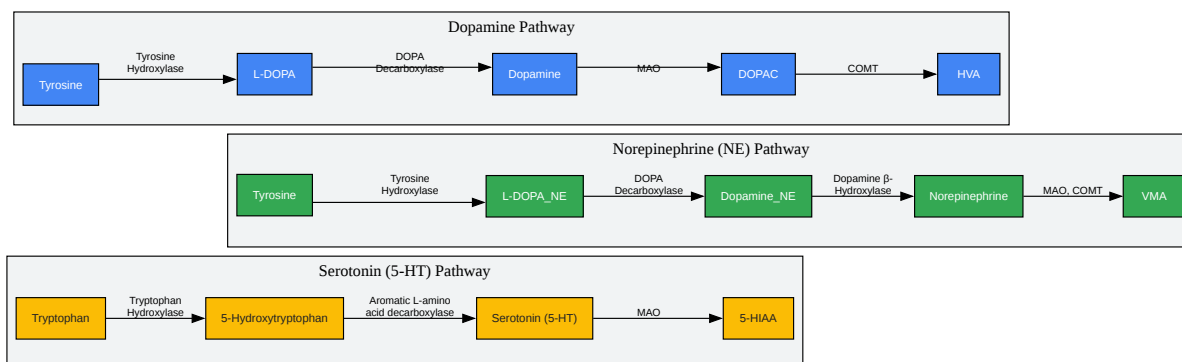 Dopamine Pathway
Tyrosine
Tyrosine
Hydroxylase
L-DOPA
DOPA
Decarboxylase
Dopamine
MAO
DOPAC
COMT
HVA
Norepinephrine (NE) Pathway
Tyrosine
Tyrosine
Hydroxylase
L-DOPA_NE
DOPA
Decarboxylase
Dopamine_NE
Dopamine β-
Hydroxylase
Norepinephrine
MAO, COMT
VMA
Serotonin (5-HT) Pathway
Tryptophan
Tryptophan
Hydroxylase
5-Hydroxytryptophan
Aromatic L-amino
acid decarboxylase
Serotonin (5-HT)
MAO
5-HIAA